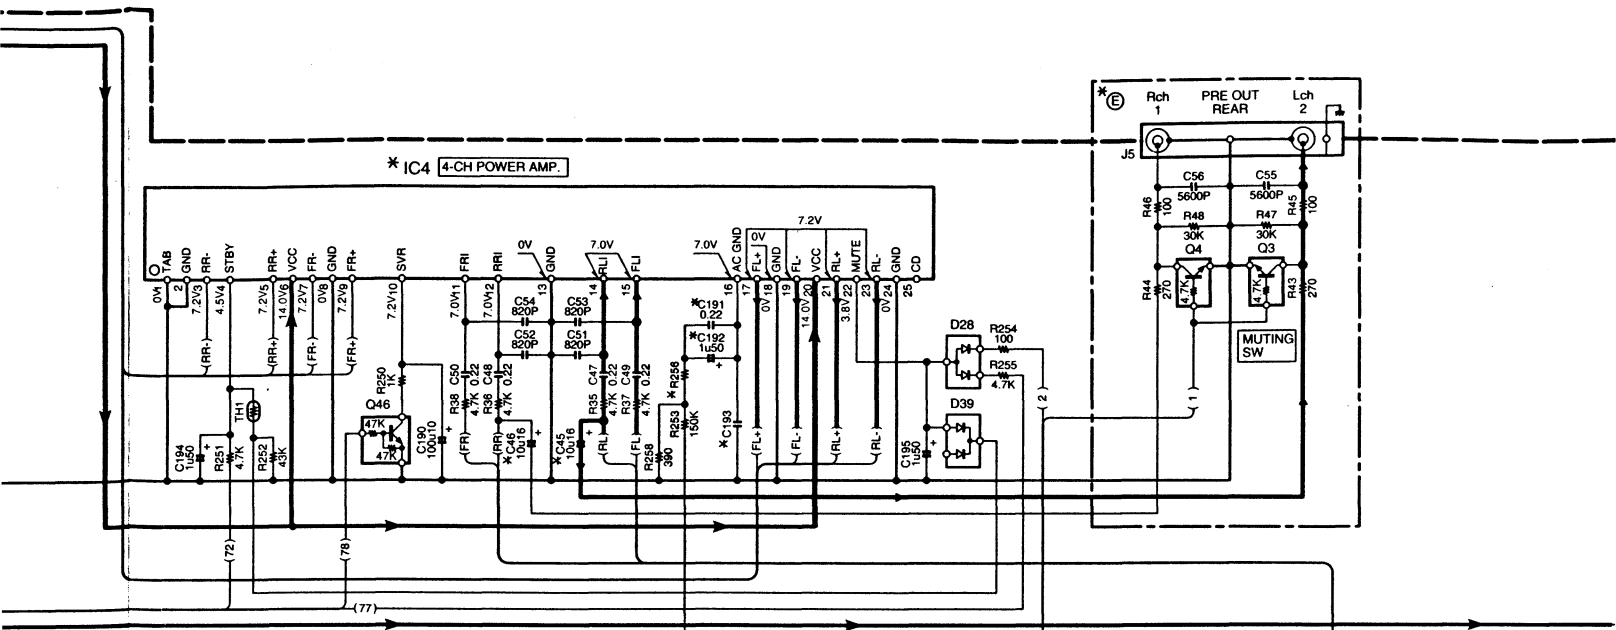 * E
Rch
1
PRE OUT
REAR
Lch
2
J5
* IC4 4-CH POWER AMP.
C56
5600P
C55
5600P
R46
100
R45
100
R48
30K
R47
30K
Q4
Q3
4.7K
4.7K
R44
270
R43
270
MUTING
SW
TAB
GND
RR-
STBY
RR+
VCC
FR-
GND
FR+
SVR
FRI
RRI
0V
GND
7.0V
RLI
FLI
7.0V
AC GND
FL+
0V
GND
FL-
7.2V
VCC
RL+
MUTE
RL-
GND
CD
0V1
2
7.2V3
4.5V4
7.2V5
14.0V6
7.2V7
0V8
7.2V9
7.2V10
7.0V11
7.0V12
13
14
15
16
17
0V 18
19
14.0V 20
21
3.8V 22
23
0V 24
25
(RR-)
(RR+)
(FR-)
(FR+)
TH1
C194
1u50
R251
4.7K
R252
43K
R250
1K
Q46
47K
47K
C190
100u10
C54
820P
C53
820P
C52
820P
C51
820P
C50
0.22
C48
0.22
C47
0.22
C49
0.22
R38
4.7K
R36
4.7K
R35
4.7K
R37
4.7K
(FR)
(RR)
* C46
10u16
* C45
10u16
(RL)
(FL)
* C191
0.22
* C192
1u50
* R256
R253
150K
R258
390
* C193
(FL+)
(FL-)
(RL+)
(RL-)
C195
1u50
D28
R254
100
R255
4.7K
D39
(2)
(1)
(72)
(78)
(77)